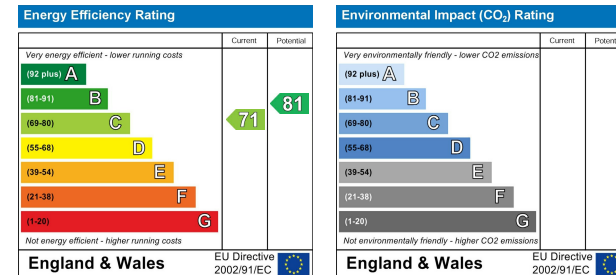 Energy Efficiency Rating
Current Potential
Very energy efficient - lower running costs
(92 plus) A
(81-91) B
(69-80) C
(55-68) D
(39-54) E
(21-38) F
(1-20) G
71
81
Not energy efficient - higher running costs
England & Wales
EU Directive
2002/91/EC
Environmental Impact (CO₂) Rating
Current Potent
Very environmentally friendly - lower CO2 emissions
(92 plus) A
(81-91) B
(69-80) C
(55-68) D
(39-54) E
(21-38) F
(1-20) G
Not environmentally friendly - higher CO2 emissions
England & Wales
EU Directive
2002/91/EC